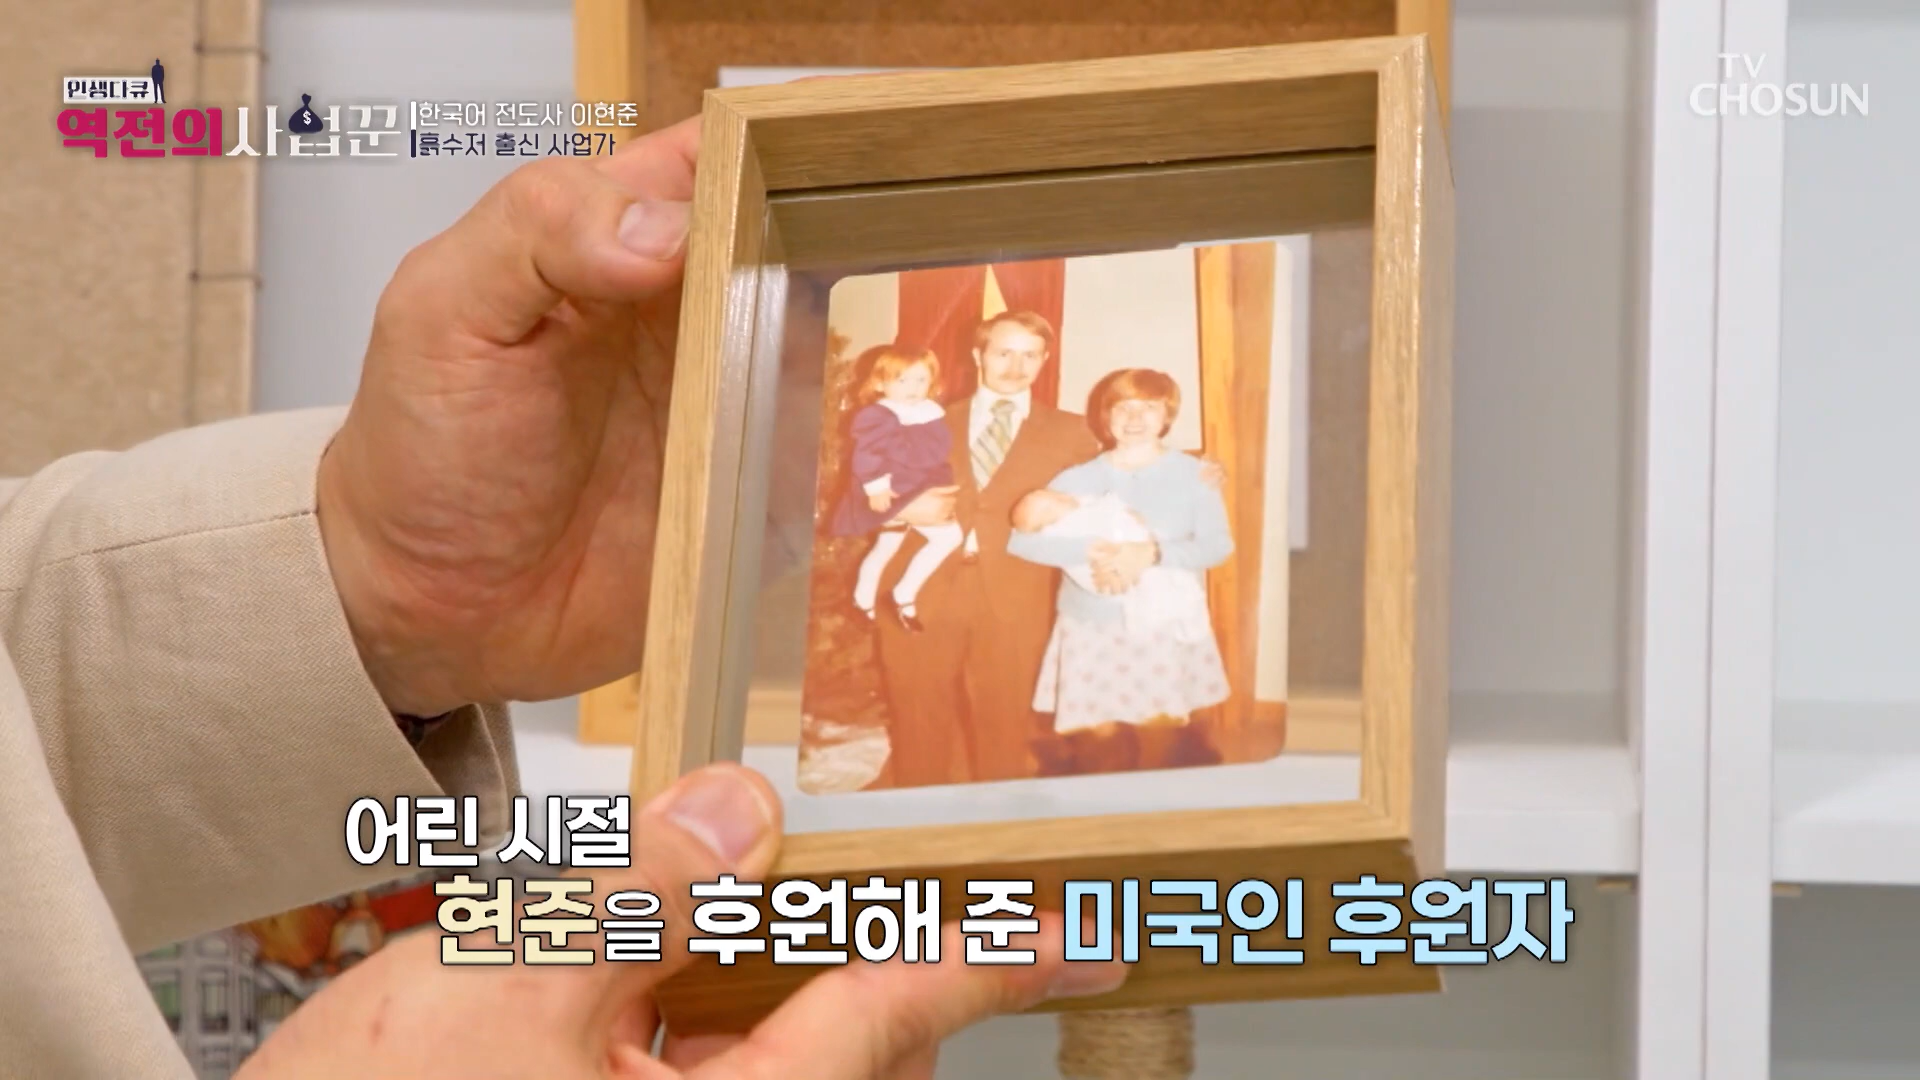 인생다큐
역전의 사업꾼
$
한국어 전도사 이현준
흙수저 출신 사업가
TV
CHOSUN
어린 시절
현준을 후원해 준 미국인 후원자